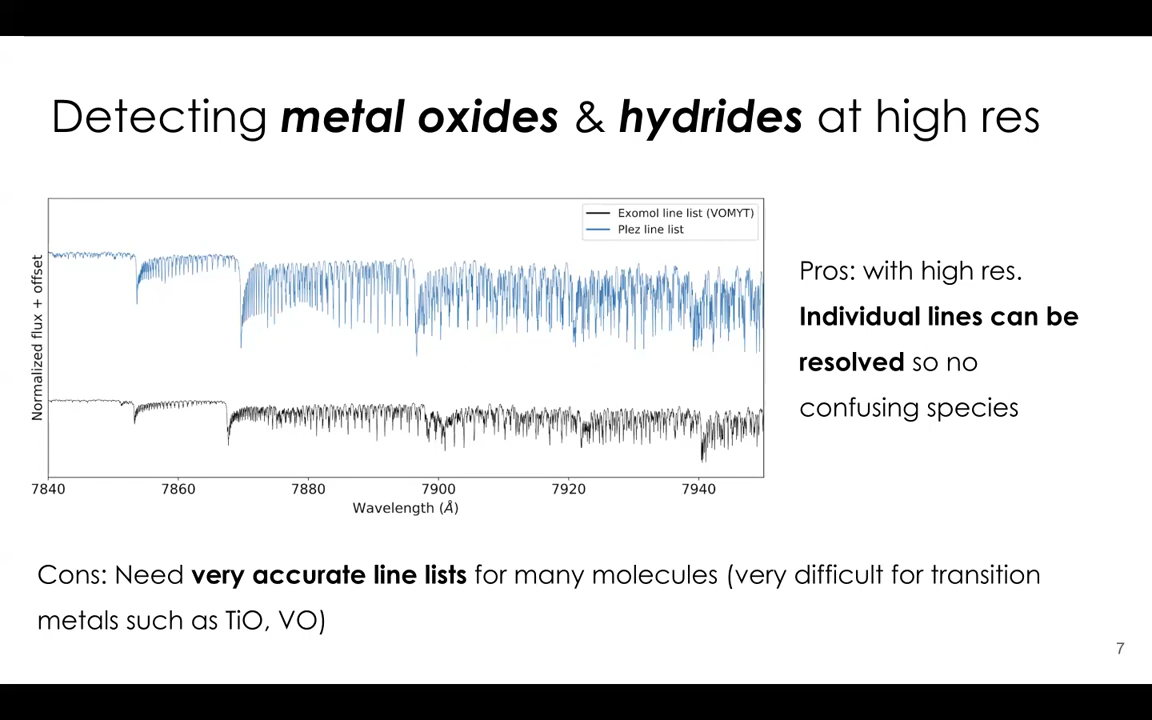 Detecting metal oxides & hydrides at high res
Exomol line list (VOMYT)
Plez line list
Normalized flux + offset
7840 7860 7880 7900 7920 7940
Wavelength (Å)
Pros: with high res.
Individual lines can be
resolved so no
confusing species
Cons: Need very accurate line lists for many molecules (very difficult for transition
metals such as TiO, VO)
7